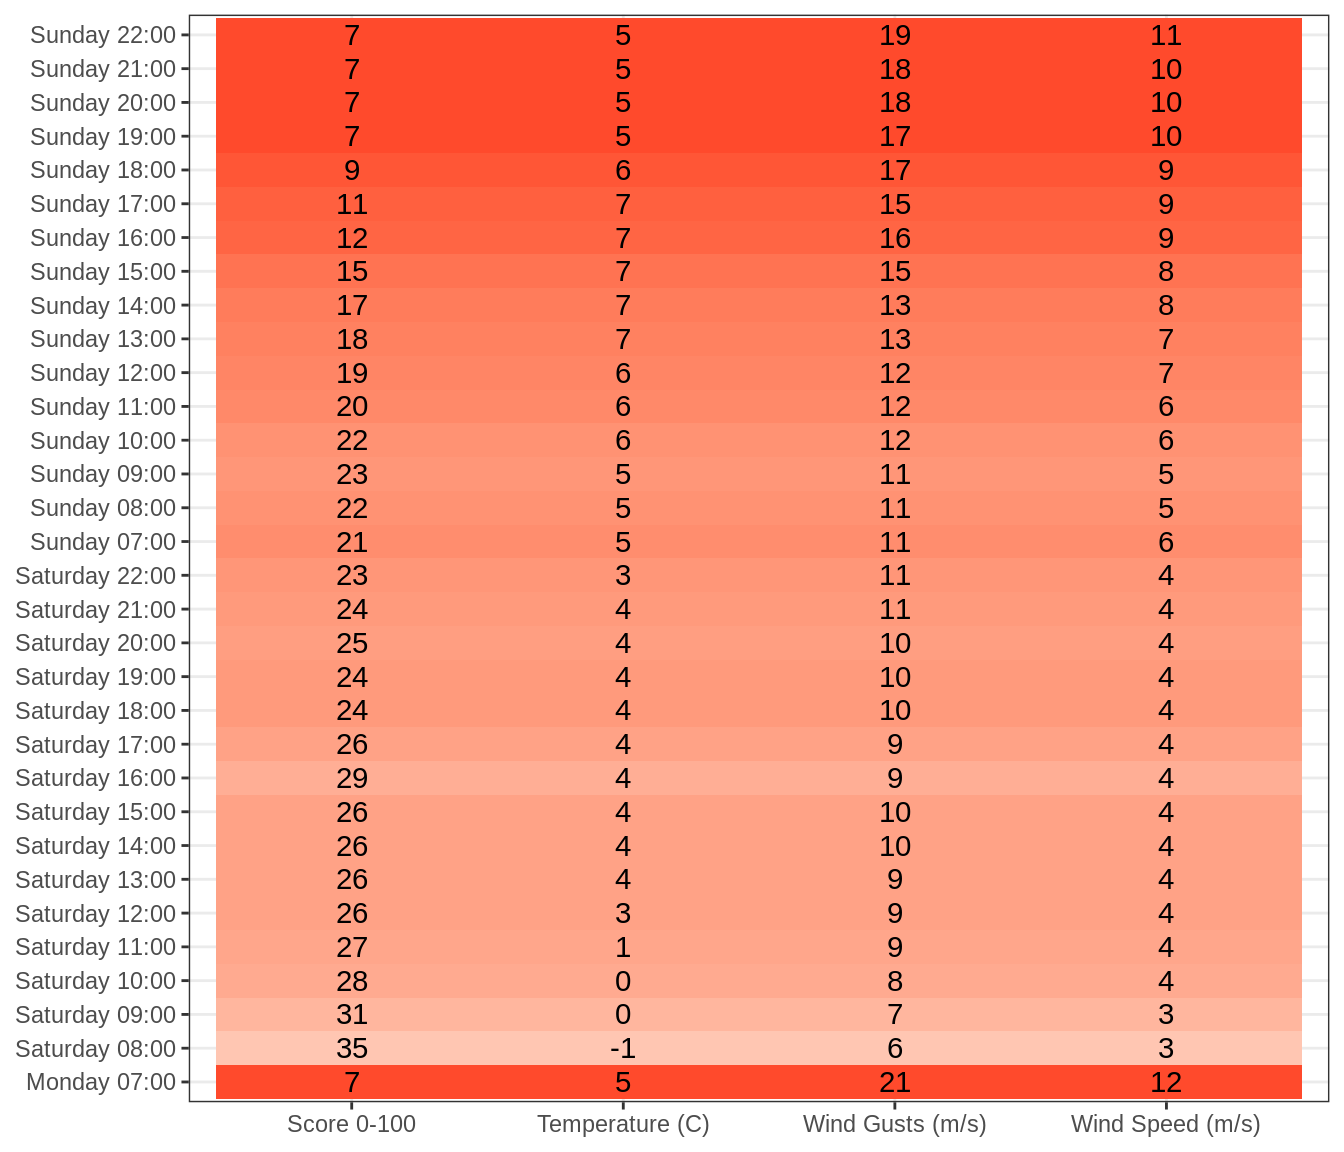 Sunday 22:00 7 5 19 11
Sunday 21:00 7 5 18 10
Sunday 20:00 7 5 18 10
Sunday 19:00 7 5 17 10
Sunday 18:00 9 6 17 9
Sunday 17:00 11 7 15 9
Sunday 16:00 12 7 16 9
Sunday 15:00 15 7 15 8
Sunday 14:00 17 7 13 8
Sunday 13:00 18 7 13 7
Sunday 12:00 19 6 12 7
Sunday 11:00 20 6 12 6
Sunday 10:00 22 6 12 6
Sunday 09:00 23 5 11 5
Sunday 08:00 22 5 11 5
Sunday 07:00 21 5 11 6
Saturday 22:00 23 3 11 4
Saturday 21:00 24 4 11 4
Saturday 20:00 25 4 10 4
Saturday 19:00 24 4 10 4
Saturday 18:00 24 4 10 4
Saturday 17:00 26 4 9 4
Saturday 16:00 29 4 9 4
Saturday 15:00 26 4 10 4
Saturday 14:00 26 4 10 4
Saturday 13:00 26 4 9 4
Saturday 12:00 26 3 9 4
Saturday 11:00 27 1 9 4
Saturday 10:00 28 0 8 4
Saturday 09:00 31 0 7 3
Saturday 08:00 35 -1 6 3
Monday 07:00 7 5 21 12
Score 0-100 Temperature (C) Wind Gusts (m/s) Wind Speed (m/s)